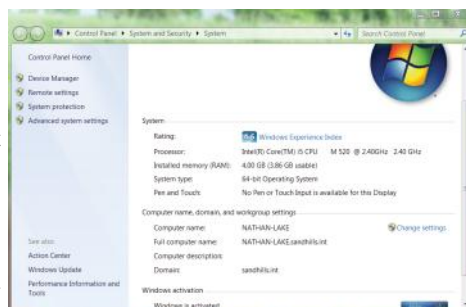 Control Panel ▸ System and Security ▸ System
Search Control Panel
Control Panel Home
Device Manager
Remote settings
System protection
Advanced system settings
System
Rating: Windows Experience Index
Processor: Intel(R) Core(TM) i5 CPU M 520 @ 2.40GHz 2.40 GHz
Installed memory (RAM): 4.00 GB (3.86 GB usable)
System type: 64-bit Operating System
Pen and Touch: No Pen or Touch Input is available for this Display
Computer name, domain, and workgroup settings
Computer name: NATHAN-LAKE Change settings
Full computer name: NATHAN-LAKE.sandhills.int
Computer description:
Domain: sandhills.int
See also
Action Center
Windows Update
Performance Information and Tools
Windows activation
Windows is activated